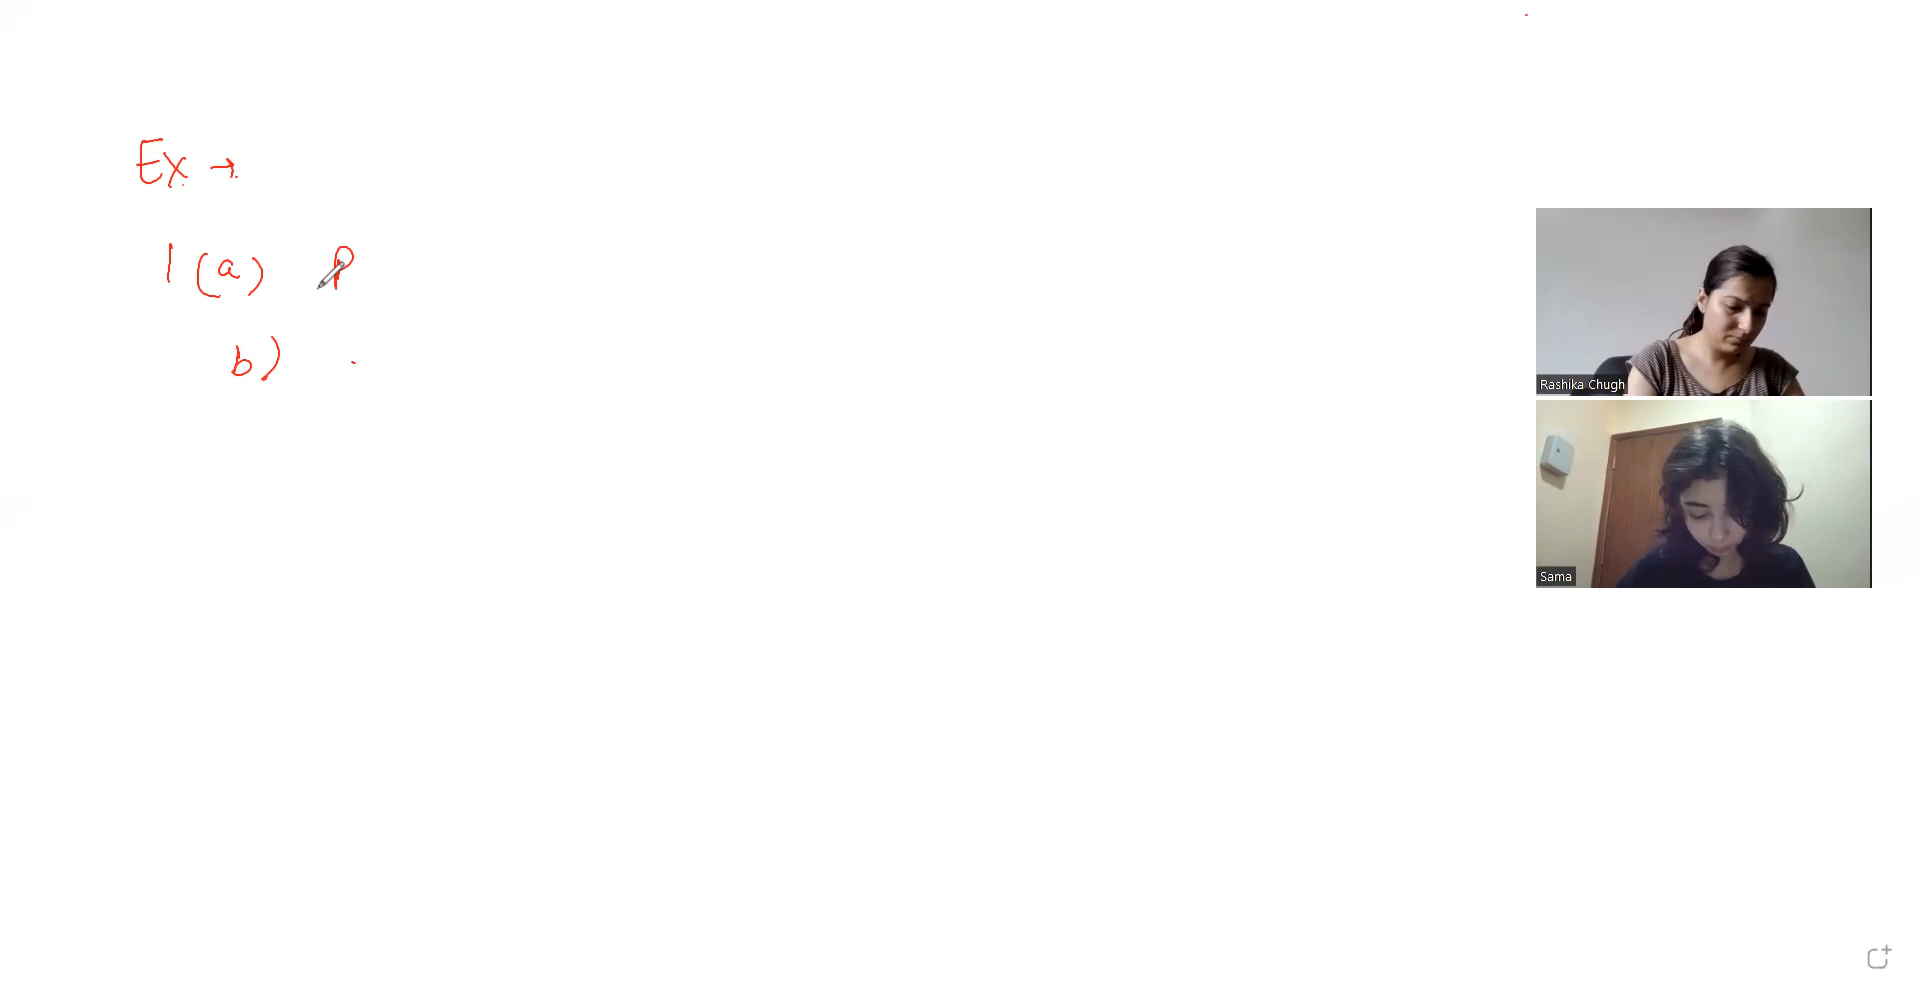 Ex →
1 (a) P
b) .
Rashika Chugh
Sama